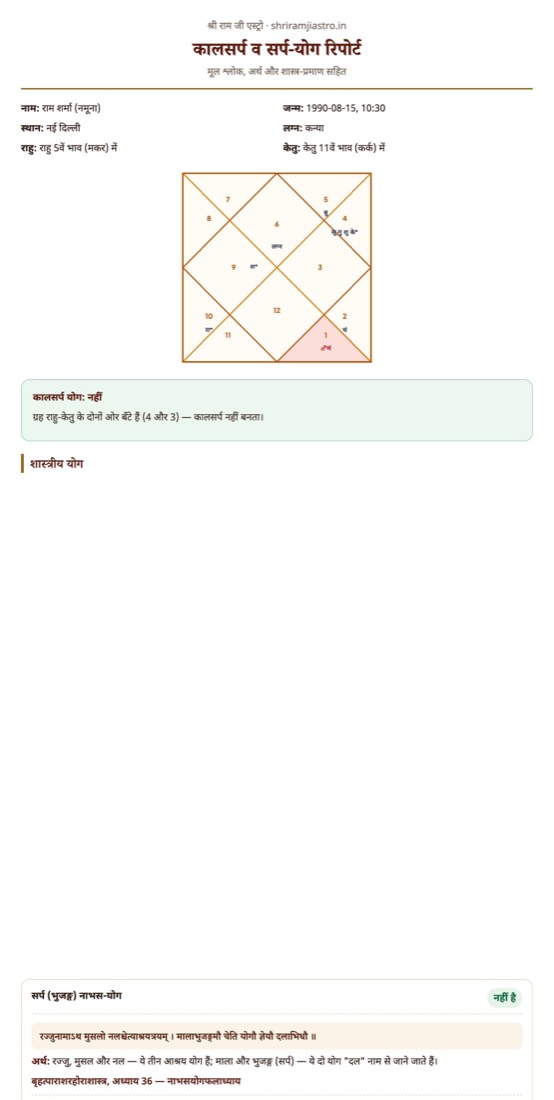 श्री राम जी एस्ट्रो · shriramjiastro.in
कालसर्प व सर्प-योग रिपोर्ट
मूल श्लोक, अर्थ और शास्त्र-प्रमाण सहित
नाम: राम शर्मा (नमूना)
जन्म: 1990-08-15, 10:30
स्थान: नई दिल्ली
लग्न: कन्या
राहु: राहु 5वें भाव (मकर) में
केतु: केतु 11वें भाव (कर्क) में
7
5
8
4
6
लग्न
9
3
12
10
2
11
1
कालसर्प योग: नहीं
ग्रह राहु-केतु के दोनों ओर बँटे हैं (4 और 3) — कालसर्प नहीं बनता।
शास्त्रीय योग
सर्प (भुजङ्ग) नाभस-योग
नहीं है
रज्जुनामाऽथ मुसलो नलश्चेत्याश्रयत्रयम् । मालाभुजङ्गमौ चेति योगौ ज्ञेयौ दलाभिधौ ॥
अर्थ: रज्जु, मुसल और नल — ये तीन आश्रय योग हैं; माला और भुजङ्ग (सर्प) — ये दो योग "दल" नाम से जाने जाते हैं।
बृहत्पाराशरहोराशास्त्र, अध्याय 36 — नाभसयोगफलाध्याय